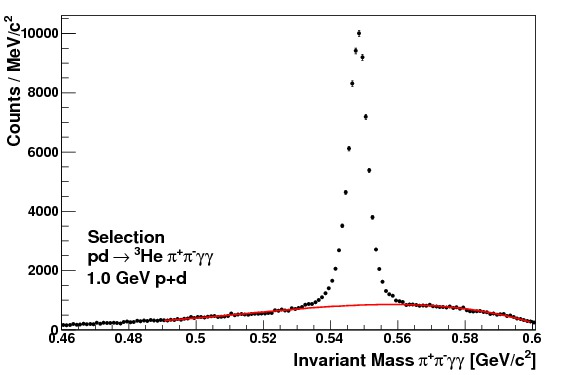 Counts / MeV/c²
10000
8000
6000
4000
2000
0
Selection
pd → ³He π⁺π⁻γγ
1.0 GeV p+d
0.46 0.48 0.5 0.52 0.54 0.56 0.58 0.6
Invariant Mass π⁺π⁻γγ [GeV/c²]